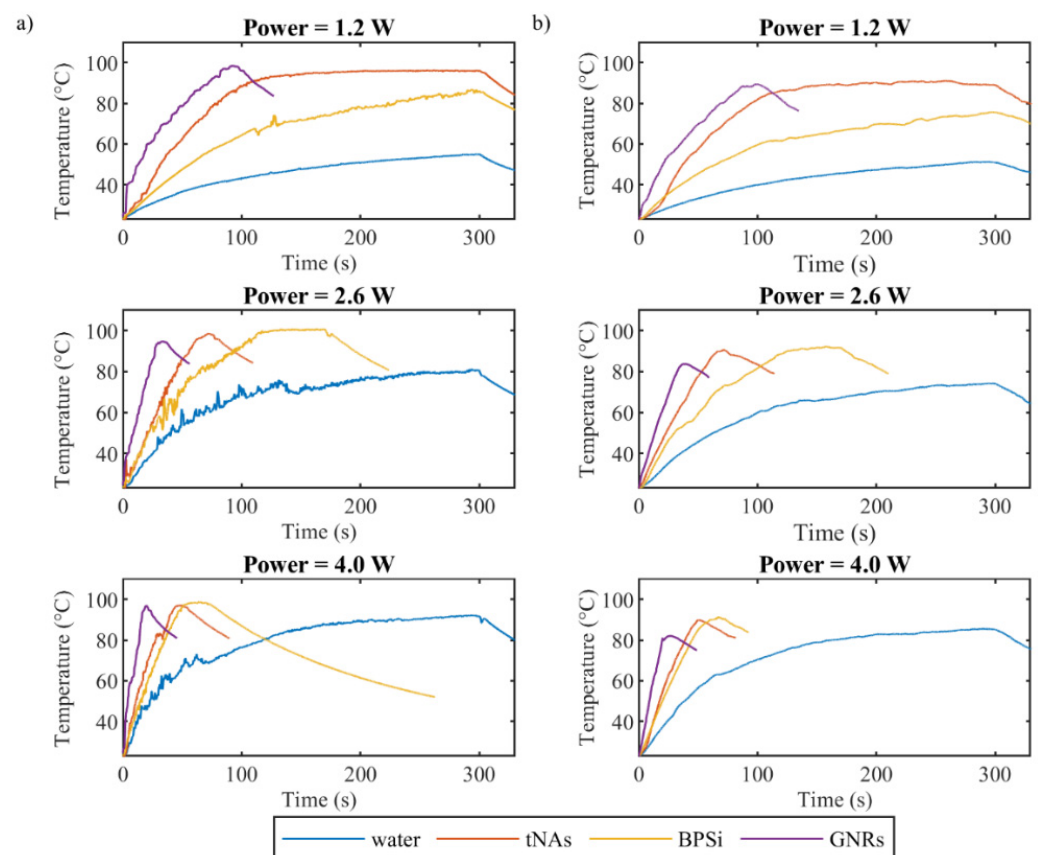 a)
Power = 1.2 W
Temperature (°C)
100
80
60
40
0 100 200 300
Time (s)
Power = 2.6 W
Temperature (°C)
100
80
60
40
0 100 200 300
Time (s)
Power = 4.0 W
Temperature (°C)
100
80
60
40
0 100 200 300
Time (s)
b)
Power = 1.2 W
Temperature (°C)
100
80
60
40
0 100 200 300
Time (s)
Power = 2.6 W
Temperature (°C)
100
80
60
40
0 100 200 300
Time (s)
Power = 4.0 W
Temperature (°C)
100
80
60
40
0 100 200 300
Time (s)
water tNAs BPSi GNRs